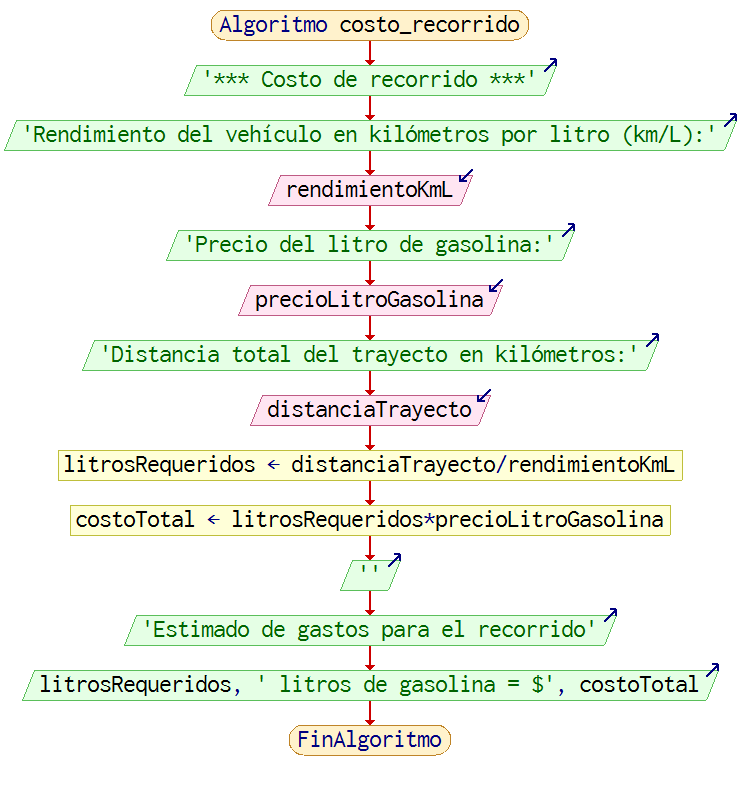 Algoritmo costo_recorrido
'*** Costo de recorrido ***'
'Rendimiento del vehículo en kilómetros por litro (km/L):'
rendimientoKmL
'Precio del litro de gasolina:'
precioLitroGasolina
'Distancia total del trayecto en kilómetros:'
distanciaTrayecto
litrosRequeridos ← distanciaTrayecto/rendimientoKmL
costoTotal ← litrosRequeridos*precioLitroGasolina
''
'Estimado de gastos para el recorrido'
litrosRequeridos, ' litros de gasolina = $', costoTotal
FinAlgoritmo